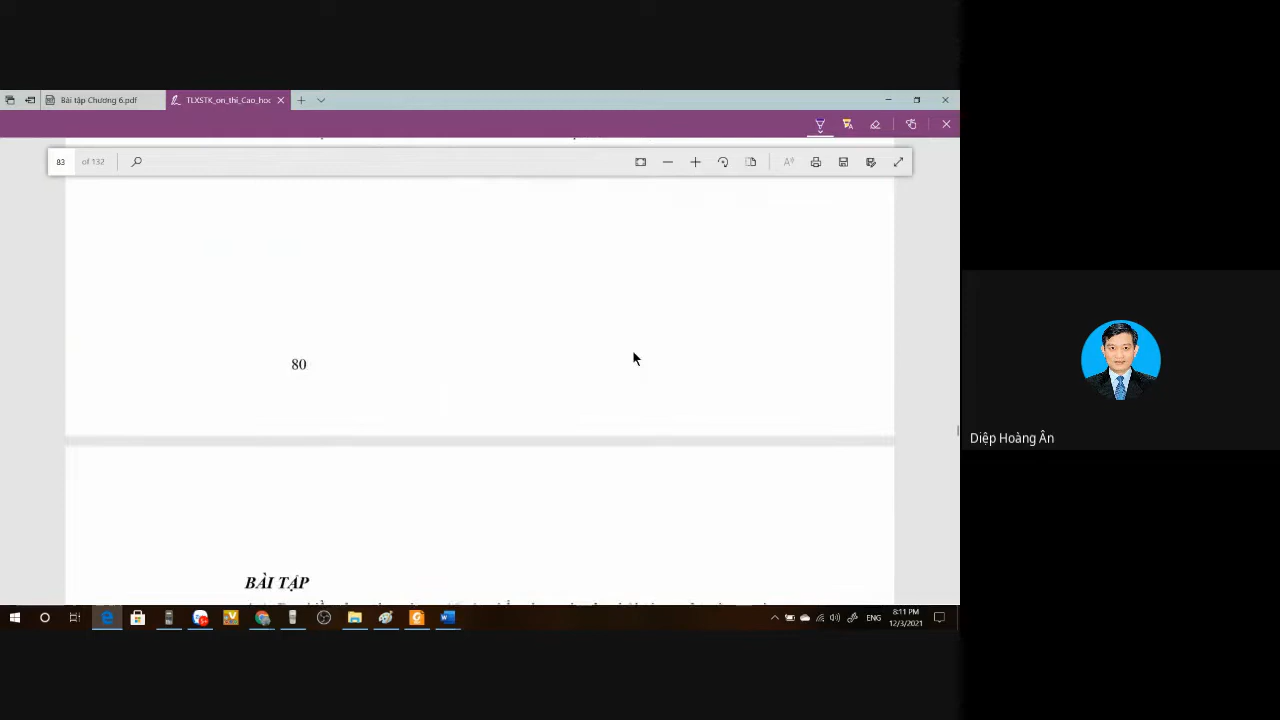 Bài tập Chương 6.pdf
TLXSTK_on_thi_Cao_hoc
83 of 132
80
BÀI TẬP
Diệp Hoàng Ân
ENG
8:11 PM
12/3/2021